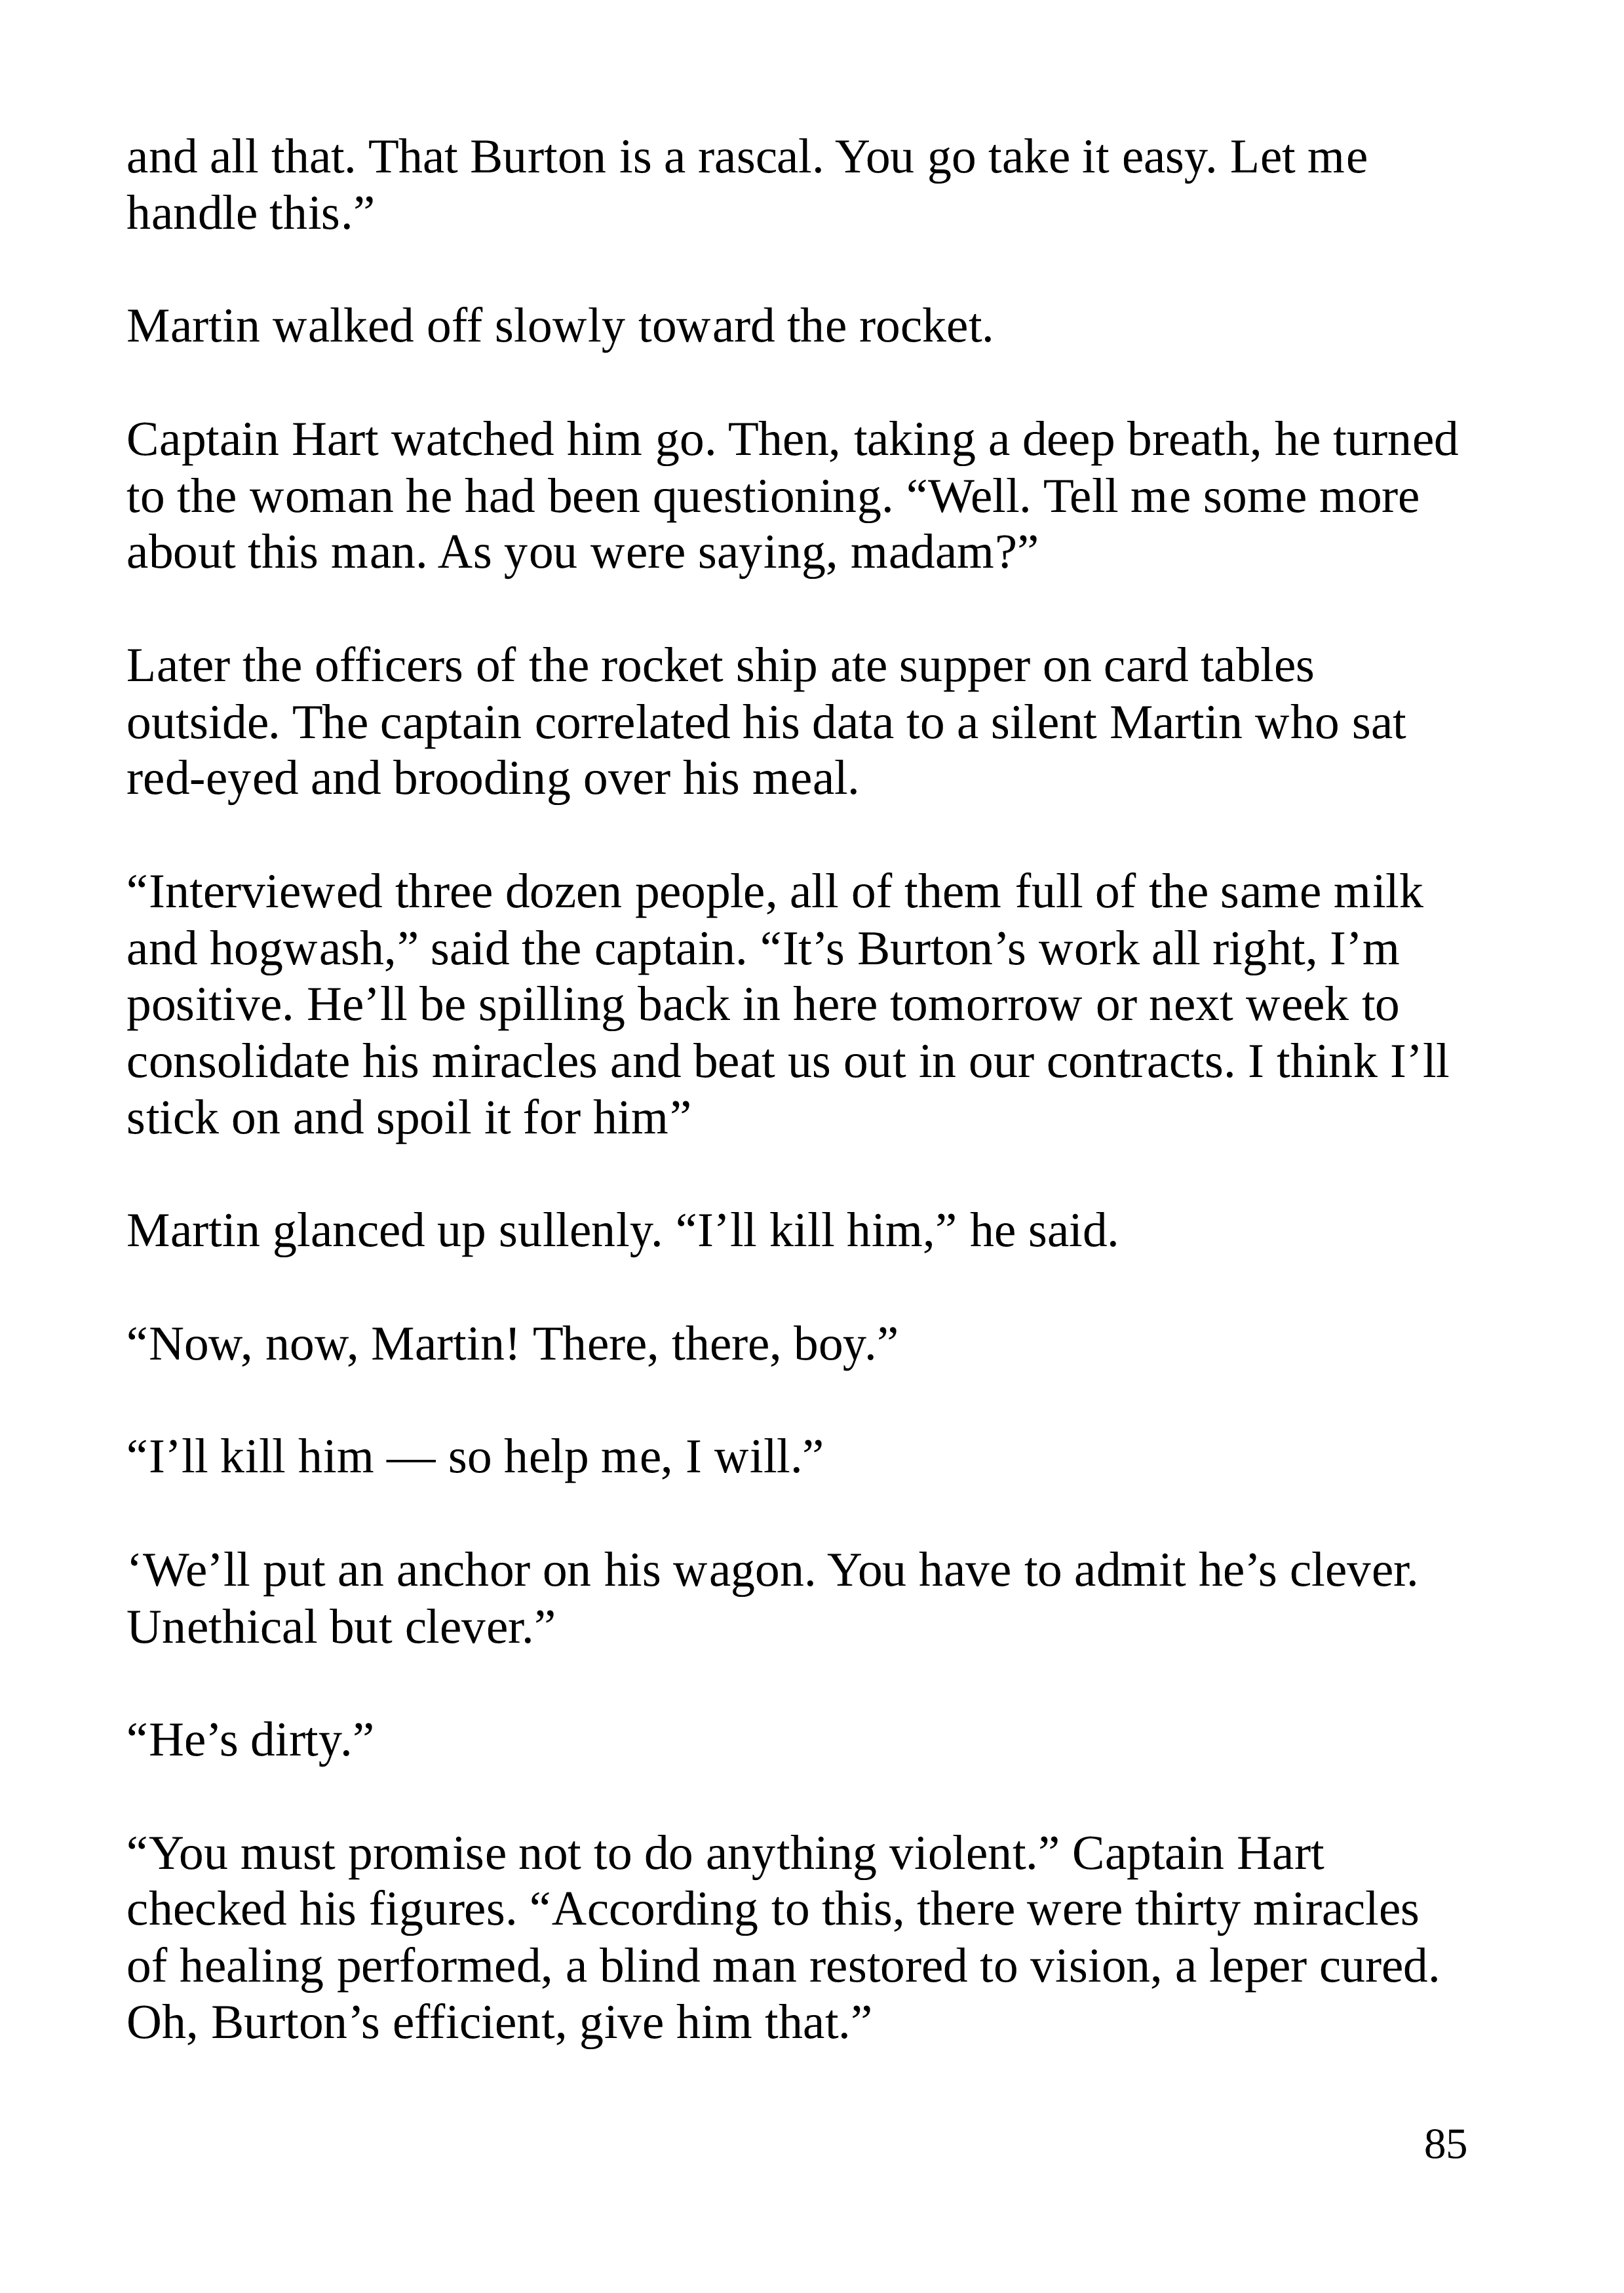 and all that. That Burton is a rascal. You go take it easy. Let me
handle this.”
Martin walked off slowly toward the rocket.
Captain Hart watched him go. Then, taking a deep breath, he turned
to the woman he had been questioning. “Well. Tell me some more
about this man. As you were saying, madam?”
Later the officers of the rocket ship ate supper on card tables
outside. The captain correlated his data to a silent Martin who sat
red-eyed and brooding over his meal.
“Interviewed three dozen people, all of them full of the same milk
and hogwash,” said the captain. “It’s Burton’s work all right, I’m
positive. He’ll be spilling back in here tomorrow or next week to
consolidate his miracles and beat us out in our contracts. I think I’ll
stick on and spoil it for him”
Martin glanced up sullenly. “I’ll kill him,” he said.
“Now, now, Martin! There, there, boy.”
“I’ll kill him — so help me, I will.”
‘We’ll put an anchor on his wagon. You have to admit he’s clever.
Unethical but clever.”
“He’s dirty.”
“You must promise not to do anything violent.” Captain Hart
checked his figures. “According to this, there were thirty miracles
of healing performed, a blind man restored to vision, a leper cured.
Oh, Burton’s efficient, give him that.”
85